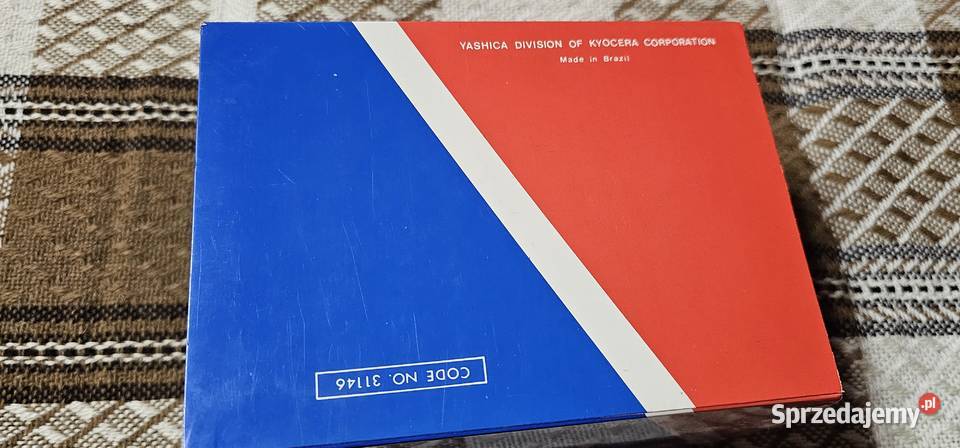 YASHICA DIVISION OF KYOCERA CORPORATION
Made in Brazil
CODE NO. 31146
Sprzedajemy.pl